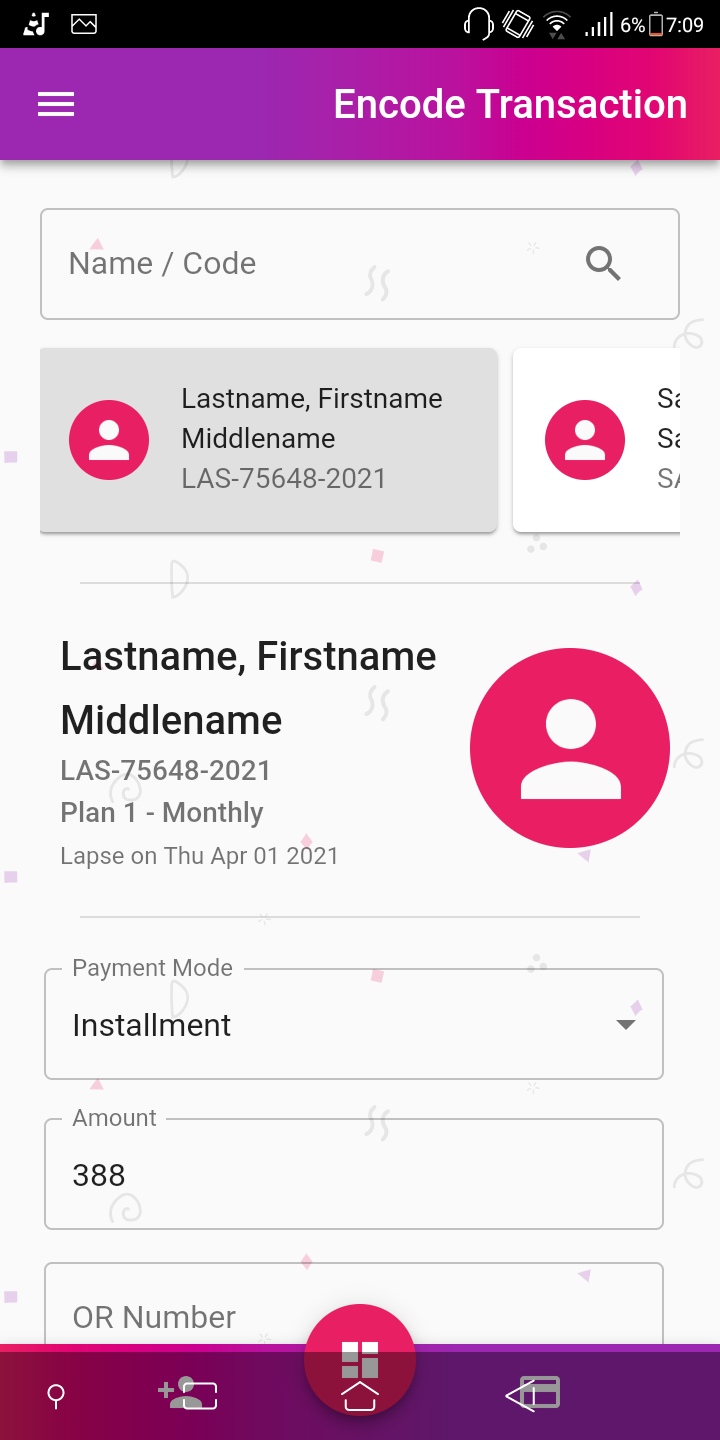 6% 7:09
Encode Transaction
Name / Code
Lastname, Firstname
Middlename
LAS-75648-2021
Sa
Sa
SA
Lastname, Firstname
Middlename
LAS-75648-2021
Plan 1 - Monthly
Lapse on Thu Apr 01 2021
Payment Mode
Installment
Amount
388
OR Number